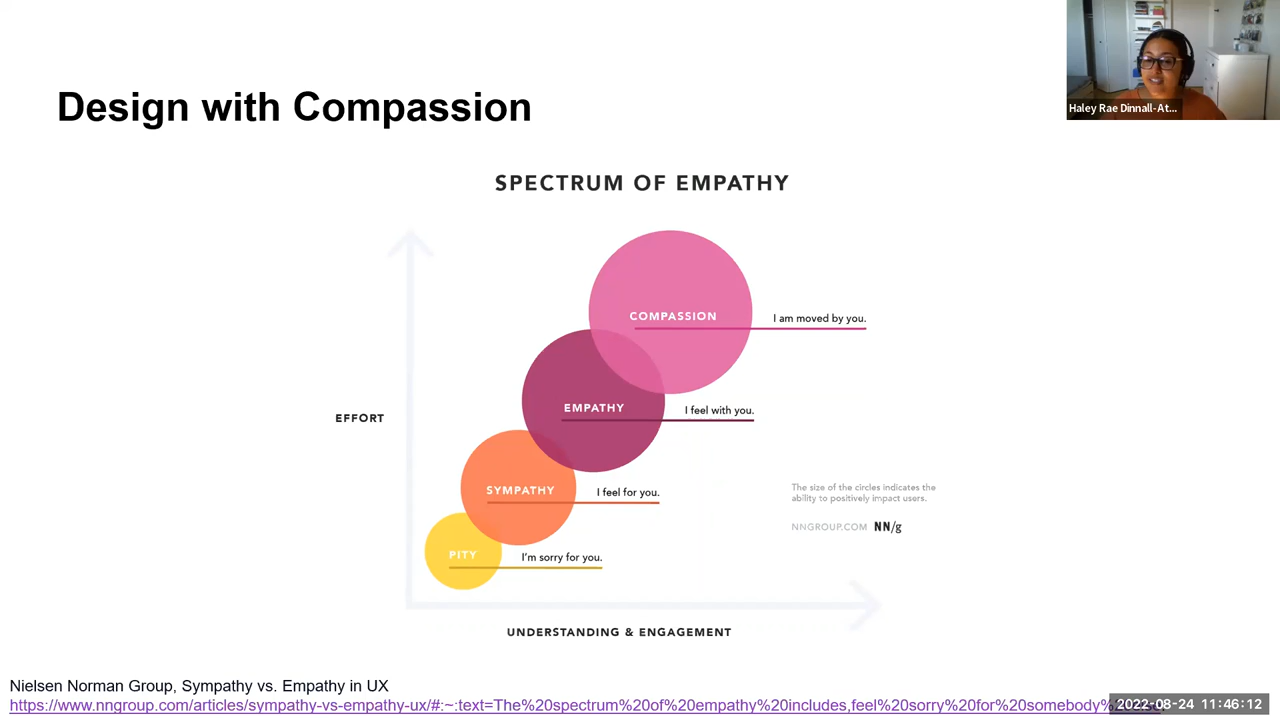 Haley Rae Dinnall-At...
Design with Compassion
SPECTRUM OF EMPATHY
COMPASSION
I am moved by you.
EMPATHY
I feel with you.
EFFORT
SYMPATHY
I feel for you.
The size of the circles indicates the
ability to positively impact users.
NNGROUP.COM NN/g
PITY
I'm sorry for you.
UNDERSTANDING & ENGAGEMENT
Nielsen Norman Group, Sympathy vs. Empathy in UX
https://www.nngroup.com/articles/sympathy-vs-empathy-ux/#:~:text=The%20spectrum%20of%20empathy%20includes,feel%20sorry%20for%20somebody%
2022-08-24 11:46:12